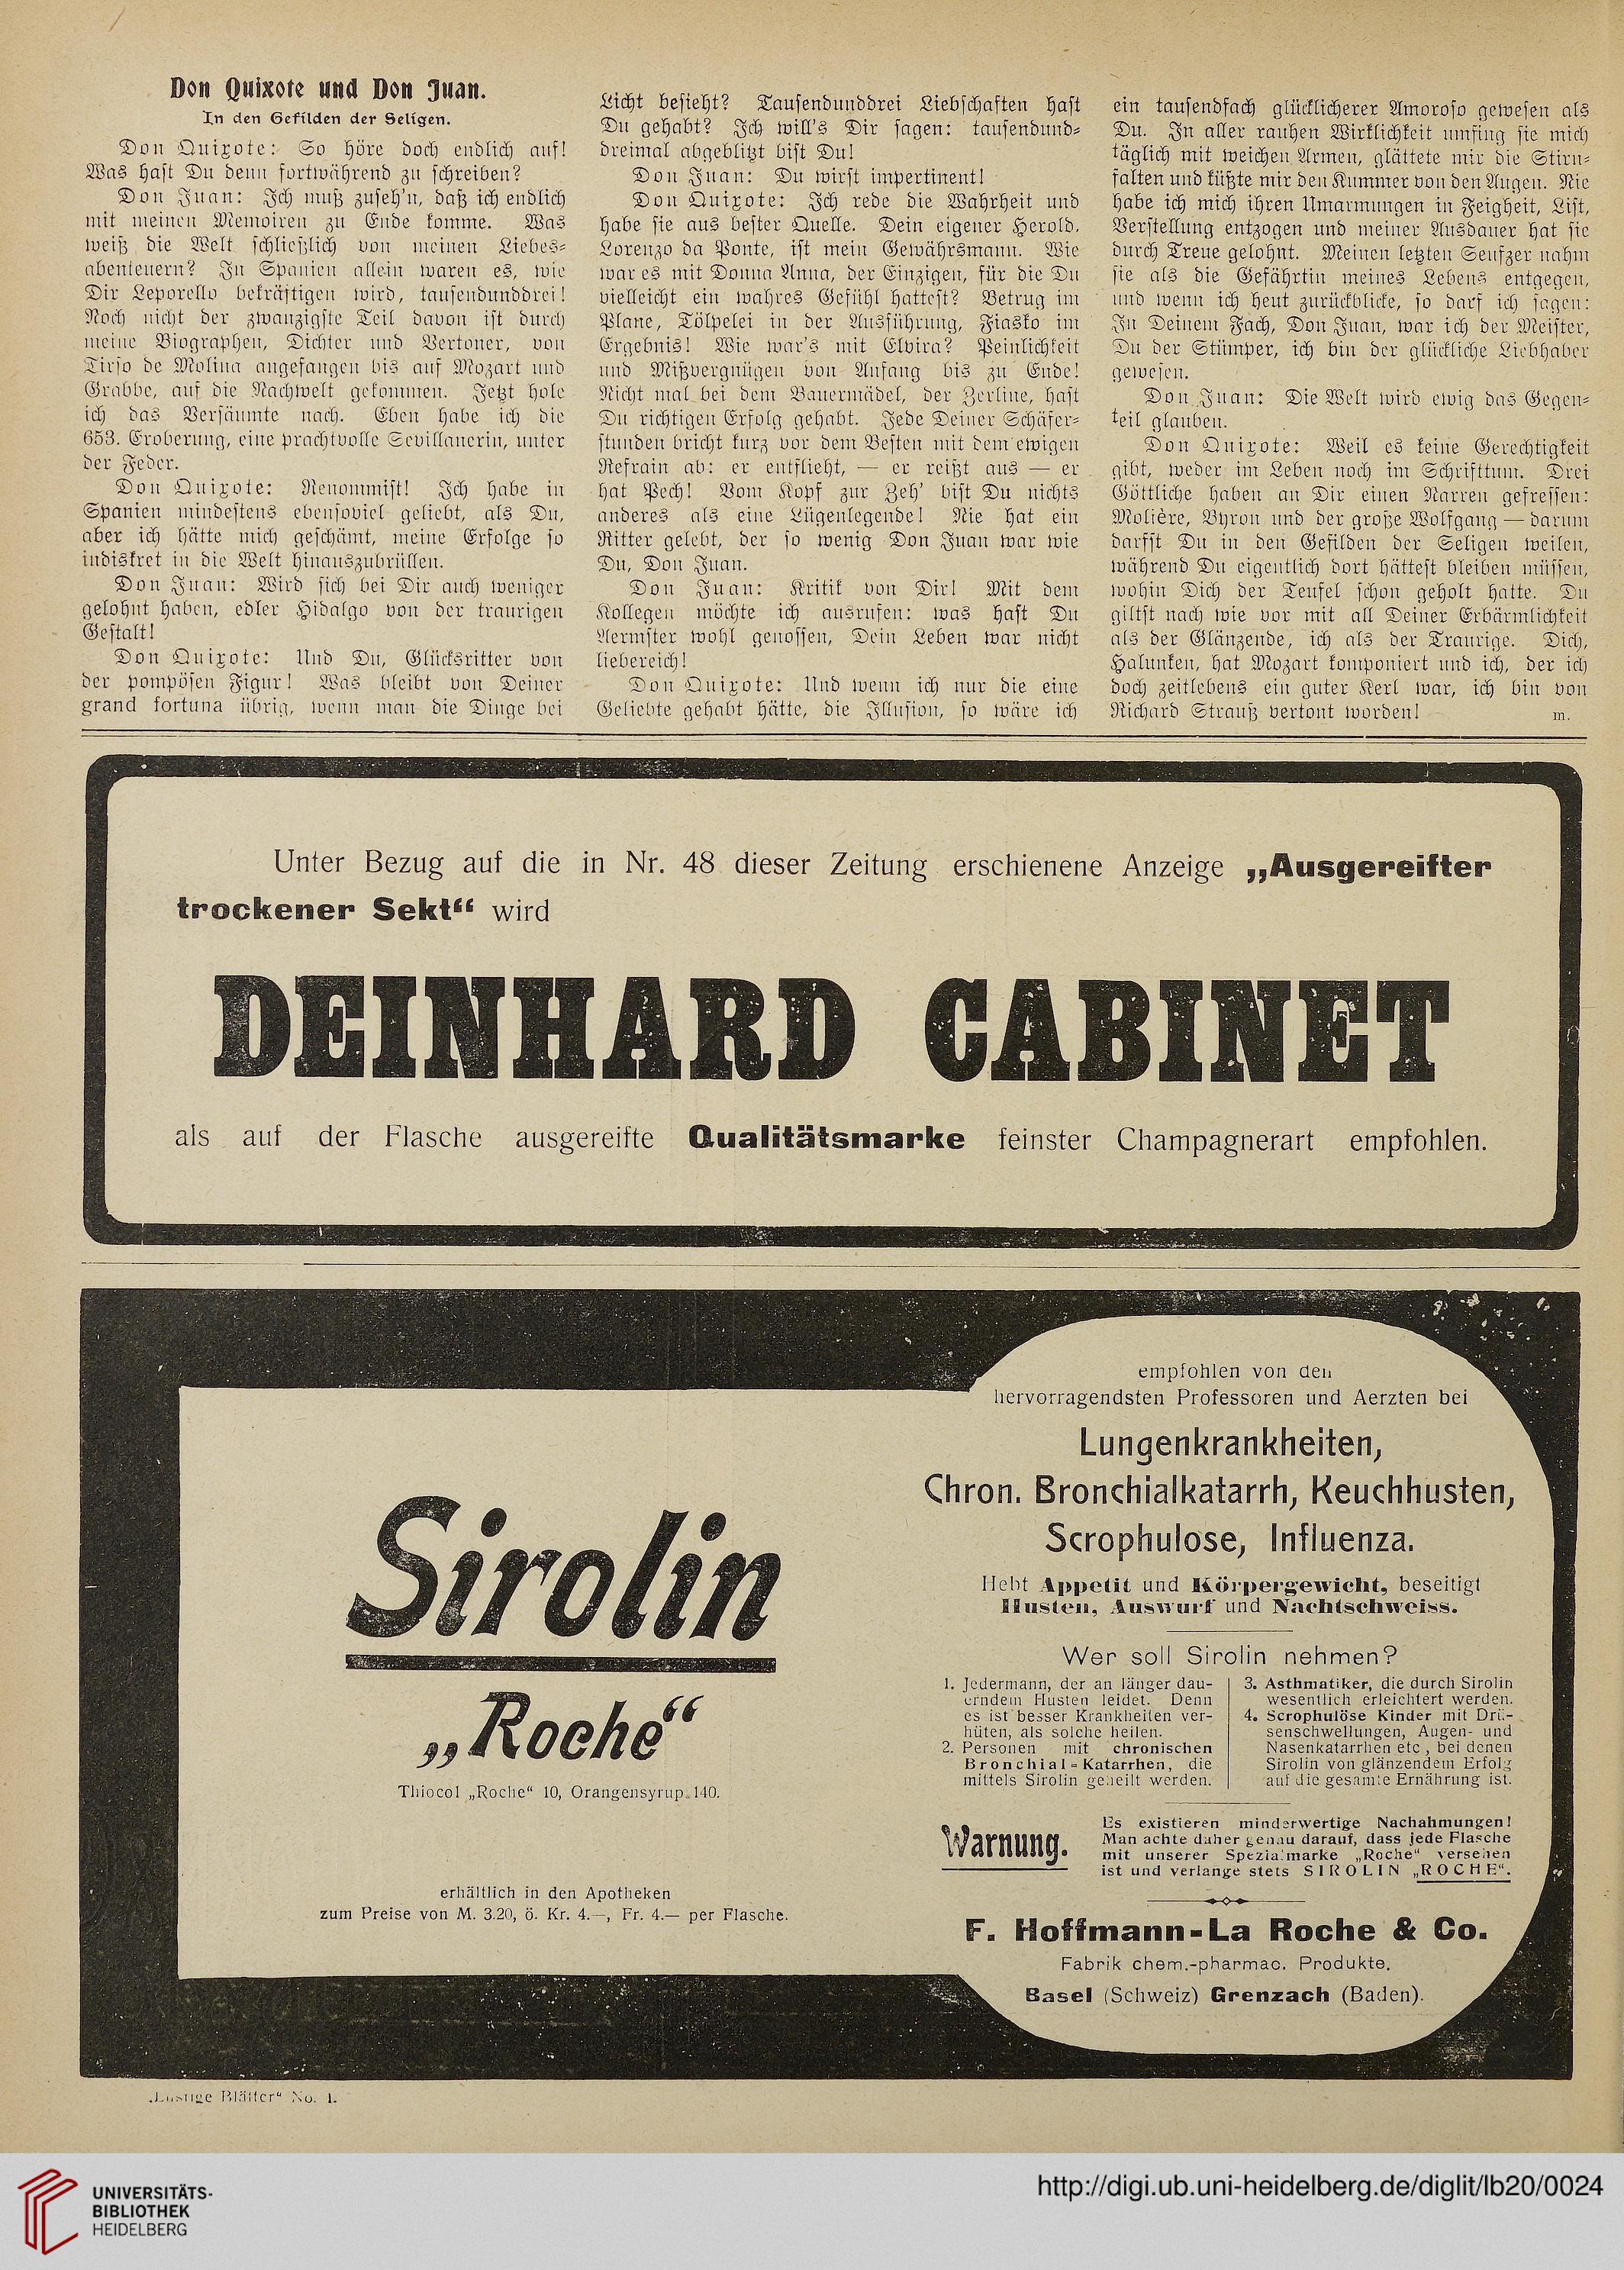 Don Quixote und Don Juan.
In den Gefilden der Seligen.
Don Quixote: So höre doch endlich auf!
Was hast Du denn fortwährend zu schreiben?
Don Juan: Ich muß zuseh'n, daß ich endlich
mit meinen Memoiren zu Ende komme. Was
weiß die Welt schließlich von meinen Liebes-
abenteuern? In Spanien allein waren es, wie
Dir Leporello bekräftigen wird, tausendunddrei!
Noch nicht der zwanzigste Teil davon ist durch
meine Biographen, Dichter und Vertoner, von
Tirso de Molina angefangen bis auf Mozart und
Grabbe, auf die Nachwelt gekommen. Jetzt hole
ich das Versäumte nach. Eben habe ich die
653. Eroberung, eine prachtvolle Sevillanerin, unter
der Feder.
Don Quixote: Renommist! Ich habe in
Spanien mindestens ebensoviel geliebt, als Du,
aber ich hätte mich geschämt, meine Erfolge so
indiskret in die Welt hinauszubrüllen.
Don Juan: Wird sich bei Dir auch weniger
gelohnt haben, edler Hidalgo von der traurigen
Gestalt!
Don Quixote: Und Du, Glücksritter von
der pompösen Figur! Was bleibt von Deiner
grand fortuna übrig, wenn man die Dinge bei
Licht besieht? Tausendunddrei Liebschaften hast
Du gehabt? Ich will's Dir sagen: tausendund-
dreimal abgeblitzt bist Du!
Don Juan: Du wirst impertinent!
Don Quixote: Ich rede die Wahrheit und
habe sie aus bester Quelle. Dein eigener Herold,
Lorenzo da Ponte, ist mein Gewährsmann. Wie
war es mit Donna Anna, der Einzigen, für die Du
vielleicht ein wahres Gefühl hattest? Betrug im
Plane, Tölpelei in der Ausführung, Fiasko im
Ergebnis! Wie war's mit Elvira? Peinlichkeit
und Mißvergnügen von Anfang bis zu Ende!
Nicht mal bei dem Bauermädel, der Zerline, hast
Du richtigen Erfolg gehabt. Jede Deiner Schäfer-
stunden bricht kurz vor dem Besten mit dem ewigen
Refrain ab: er entflieht, — er reißt aus — er
hat Pech! Vom Kopf zur Zeh' bist Du nichts
anderes als eine Lügenlegende! Nie hat ein
Ritter gelebt, der so wenig Don Juan war wie
Du, Don Juan.
Don Juan: Kritik von Dir! Mit dem
Kollegen möchte ich ausrufen: was hast Du
Aermster wohl genossen, Dein Leben war nicht
liebereich!
Don Quixote: Und wenn ich nur die eine
Geliebte gehabt hätte, die Illusion, so wäre ich
ein tausendfach glücklicherer Amoroso gewesen als
Du. In aller rauhen Wirklichkeit umfing sie mich
täglich mit weichen Armen, glättete mir die Stirn-
falten und küßte mir den Kummer von den Augen. Nie
habe ich mich ihren Umarmungen in Feigheit, List,
Verstellung entzogen und meiner Ausdauer hat sie
durch Treue gelohnt. Meinen letzten Seufzer nahm
sie als die Gefährtin meines Lebens entgegen,
und wenn ich heut zurückblicke, so darf ich sagen:
In Deinem Fach, Don Juan, war ich der Meister,
Du der Stümper, ich bin der glückliche Liebhaber
gewesen.
Don Juan: Die Welt wird ewig das Gegen-
teil glauben.
Don Quixote: Weil es keine Gerechtigkeit
gibt, weder im Leben noch im Schrifttum. Drei
Göttliche haben an Dir einen Narren gefressen:
Molière, Byron und der große Wolfgang — darum
darfst Du in den Gefilden der Seligen weilen,
während Du eigentlich dort hättest bleiben müssen,
wohin Dich der Teufel schon geholt hatte. Du
giltst nach wie vor mit all Deiner Erbärmlichkeit
als der Glänzende, ich als der Traurige. Dich,
Halunken, hat Mozart komponiert und ich, der ich
doch zeitlebens ein guter Kerl war, ich bin von
Richard Strauß vertont worden! m.
Unter Bezug auf die in Nr. 48 dieser Zeitung erschienene Anzeige „Ausgereifter
trockener Sekt“ wird
DEINHARD CABINET
als auf der Flasche ausgereifte Qualitätsmarke feinster Champagnerart empfohlen.
Sirolin
„Roche“
Thiocol „Roche“ 10, Orangensyrup 140.
erhältlich in den Apotheken
zum Preise von M. 3.20, ö. Kr. 4.—, Fr. 4.— per Flasche.
empfohlen von den
hervorragendsten Professoren und Aerzten bei
Lungenkrankheiten,
Chron. Bronchialkatarrh, Keuchhusten,
Scrophulose, Influenza.
Hebt Appetit und Körpergewicht, beseitigt
Husten, Auswurf und Nachtschweiss.
Wer soll Sirolin nehmen?
1. Jedermann, der an länger dau-
erndem Husten leidet. Denn
es ist besser Krankheiten ver-
hüten, als solche heilen.
2. Personen mit chronischen
Bronchial-Katarrhen, die
mittels Sirolin geheilt werden.
3. Asthmatiker, die durch Sirolin
wesentlich erleichtert werden.
4. Scrophulöse Kinder mit Drü-
senschwellungen, Augen- und
Nasenkatarrhen etc., bei denen
Sirolin von glänzendem Erfolg
auf die gesamte Ernährung ist.
Warnung.
Es existieren minderwertige Nachahmungen!
Man achte daher genau darauf, dass jede Flasche
mit unserer Spezialmarke „Roche“ versehen
ist und verlange stets SIROLIN „ROCHE“.
F. Hoffmann-La Roche & Co.
Fabrik chem.-pharmac. Produkte.
Basel (Schweiz) Grenzach (Baden).
„Lustige Blätter“ No. 1.
UNIVERSITÄTS-
BIBLIOTHEK
HEIDELBERG
http://digi.ub.uni-heidelberg.de/diglit/lb20/0024